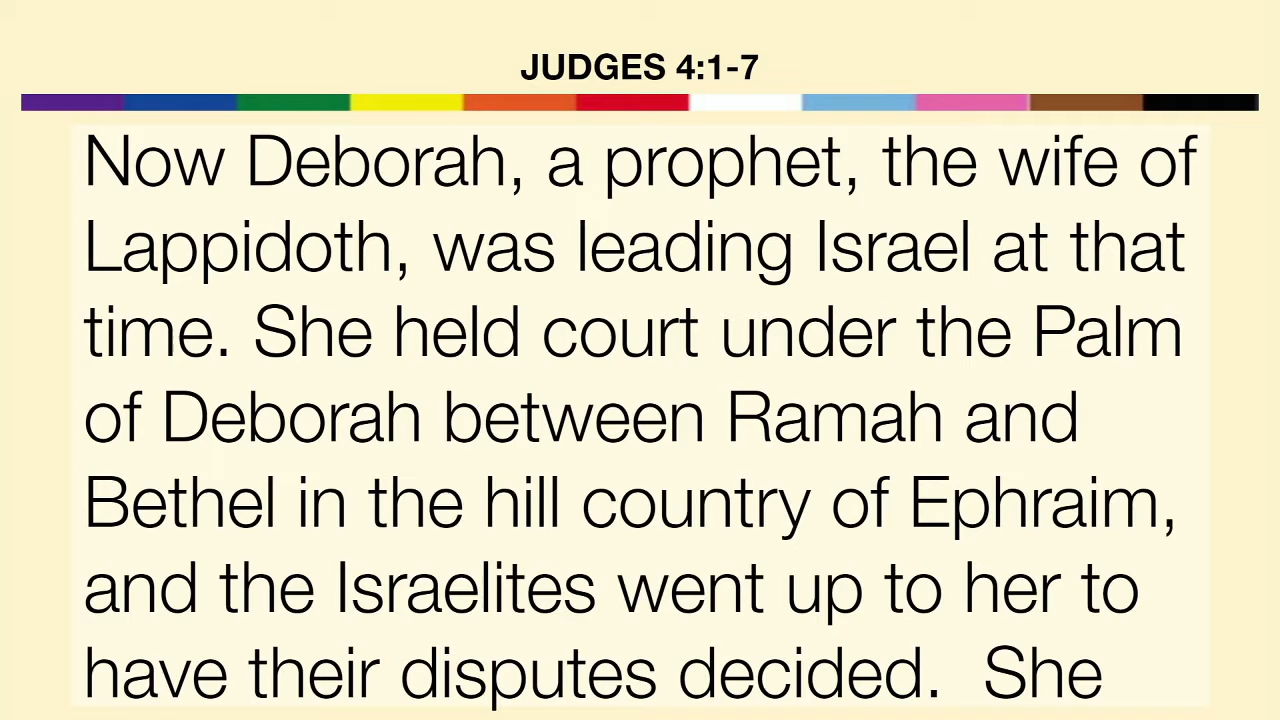 JUDGES 4:1-7
Now Deborah, a prophet, the wife of
Lappidoth, was leading Israel at that
time. She held court under the Palm
of Deborah between Ramah and
Bethel in the hill country of Ephraim,
and the Israelites went up to her to
have their disputes decided.  She